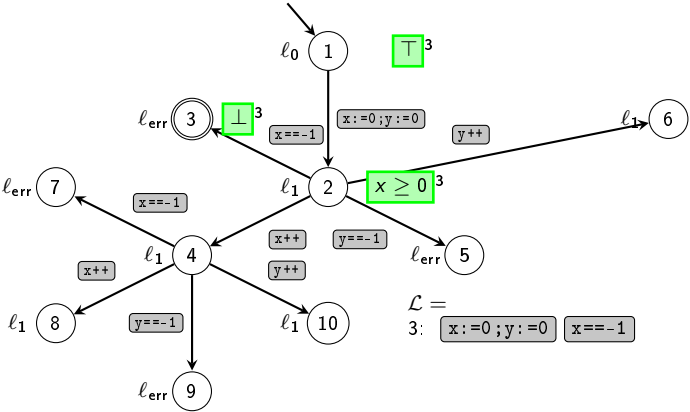 ℓ0 1 ⊤3
x:=0;y:=0
ℓerr 3 ⊥3
x==-1
y++
ℓ1 6
ℓerr 7
x==-1
ℓ1 2 x ≥ 0 3
x++
y==-1
ℓ1 4
ℓerr 5
x++
y++
ℓ1 8
y==-1
ℓ1 10
ℒ =
3: x:=0;y:=0 x==-1
ℓerr 9